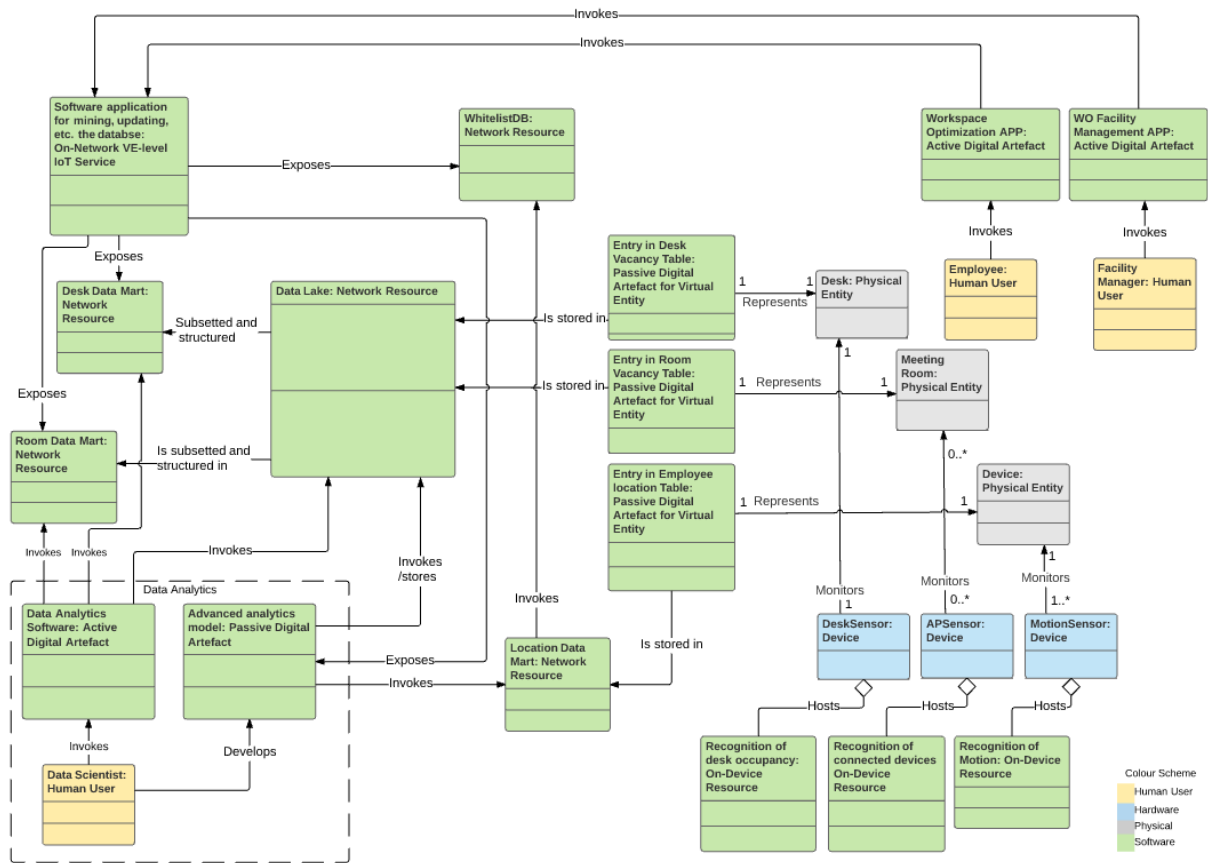 Invokes
Invokes
Software application
for mining, updating,
etc. the databse:
On-Network VE-level
IoT Service
WhitelistDB:
Network Resource
Workspace
Optimization APP:
Active Digital Artefact
WO Facility
Management APP:
Active Digital Artefact
Exposes
Invokes
Invokes
Exposes
Entry in Desk
Vacancy Table:
Passive Digital
Artefact for Virtual
Entity
1
1
Represents
Desk: Physical
Entity
Employee:
Human User
Facility
Manager: Human
User
Desk Data Mart:
Network
Resource
Data Lake: Network Resource
Subsetted and
structured
Is stored in
1
Entry in Room
Vacancy Table:
Passive Digital
Artefact for Virtual
Entity
1
Represents
1
Meeting
Room:
Physical Entity
Is stored in
Exposes
Room Data Mart:
Network
Resource
Is subsetted and
structured in
0..*
Entry in Employee
location Table:
Passive Digital
Artefact for Virtual
Entity
1
Represents
1
Device:
Physical Entity
Invokes
Invokes
Invokes
Invokes
/stores
1
Monitors
Monitors
Monitors
1
0..*
1..*
Data Analytics
Invokes
Data Analytics
Software: Active
Digital Artefact
Advanced analytics
model: Passive Digital
Artefact
DeskSensor:
Device
APSensor:
Device
MotionSensor:
Device
Is stored in
Location Data
Mart: Network
Resource
Exposes
Invokes
Hosts
Hosts
Hosts
Invokes
Develops
Data Scientist:
Human User
Recognition of
desk occupancy:
On-Device
Resource
Recognition of
connected devices
On-Device
Resource
Recognition of
Motion: On-Device
Resource
Colour Scheme
Human User
Hardware
Physical
Software